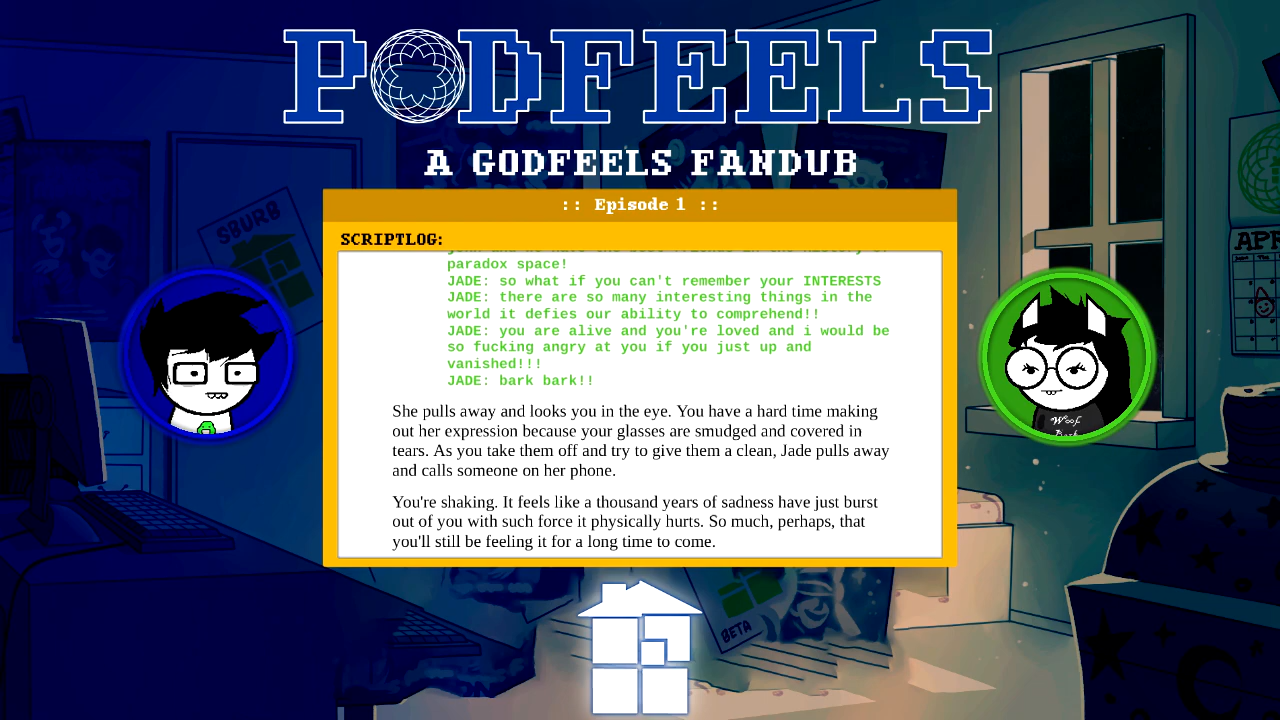 PODFEELS
A GODFEELS FANDUB
:: Episode 1 ::
SCRIPTLOG:
paradox space!
JADE: so what if you can't remember your INTERESTS
JADE: there are so many interesting things in the
world it defies our ability to comprehend!!
JADE: you are alive and you're loved and i would be
so fucking angry at you if you just up and
vanished!!!
JADE: bark bark!!
She pulls away and looks you in the eye. You have a hard time making
out her expression because your glasses are smudged and covered in
tears. As you take them off and try to give them a clean, Jade pulls away
and calls someone on her phone.
You're shaking. It feels like a thousand years of sadness have just burst
out of you with such force it physically hurts. So much, perhaps, that
you'll still be feeling it for a long time to come.
SBURB
APR
Woof
BETA